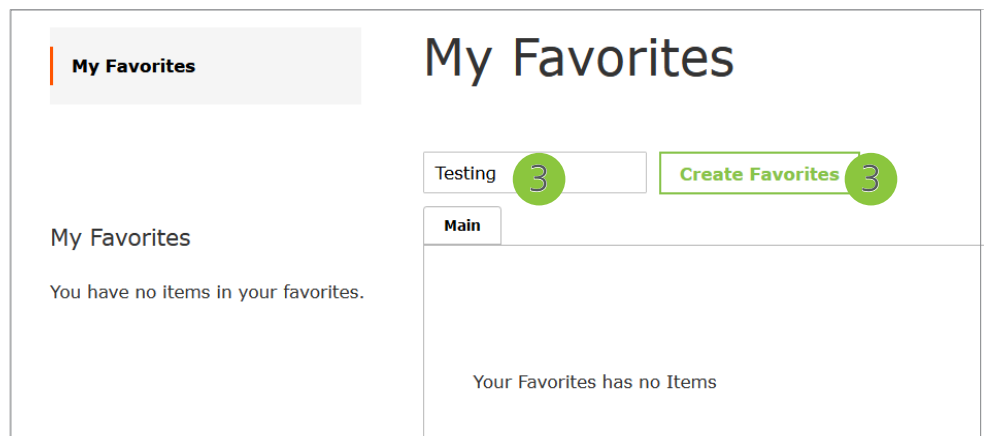 My Favorites
My Favorites
Testing 3
Create Favorites 3
Main
My Favorites
You have no items in your favorites.
Your Favorites has no Items